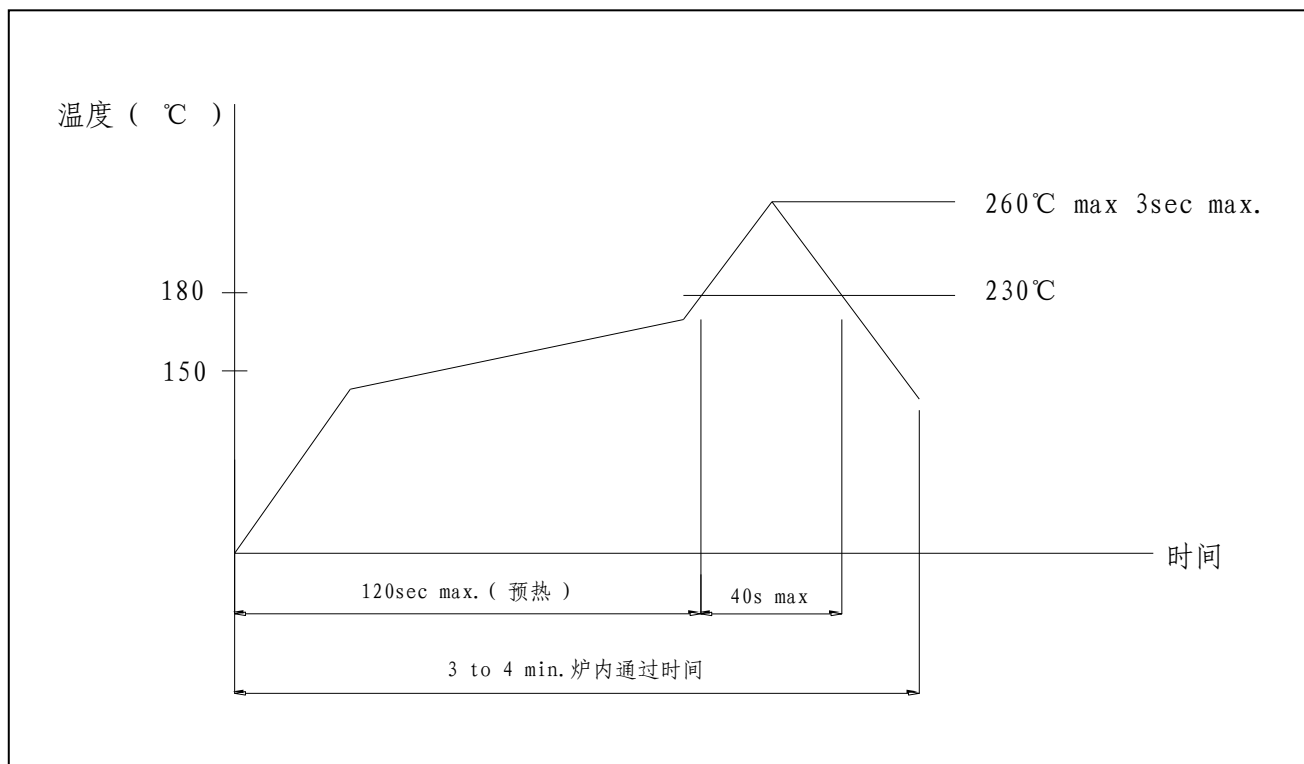 温度 ( ℃ )
260℃ max 3sec max.
180
230℃
150
时间
120sec max. ( 预热 )
40s max
3 to 4 min. 炉内通过时间